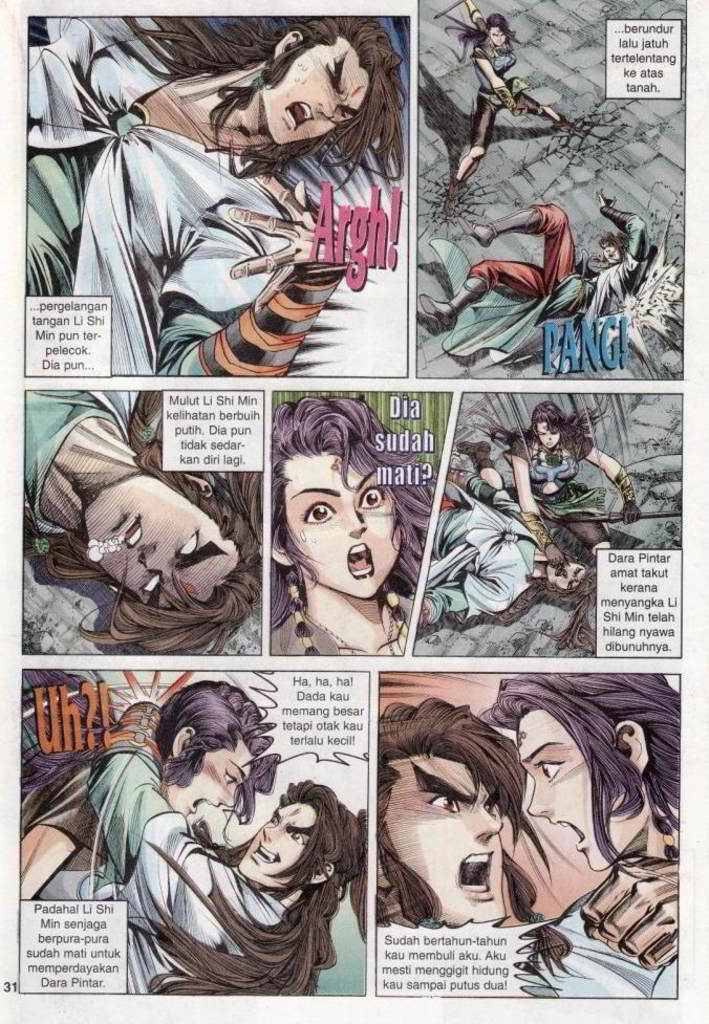 ...pergelangan
tangan Li Shi
Min pun ter-
pelecok.
Dia pun...
Argh!
...berundur
lalu jatuh
tertelentang
ke atas
tanah.
PANG!
Mulut Li Shi Min
kelihatan berbuih
putih. Dia pun
tidak sedar-
kan diri lagi.
Dia
sudah
mati?
Dara Pintar
amat takut
kerana
menyangka Li
Shi Min telah
hilang nyawa
dibunuhnya.
Uh?!
Ha, ha, ha!
Dada kau
memang besar
tetapi otak kau
terlalu kecil!
Padahal Li Shi
Min senjaga
berpura-pura
sudah mati untuk
memperdayakan
Dara Pintar.
Sudah bertahun-tahun
kau membuli aku. Aku
mesti menggigit hidung
kau sampai putus dua!
31